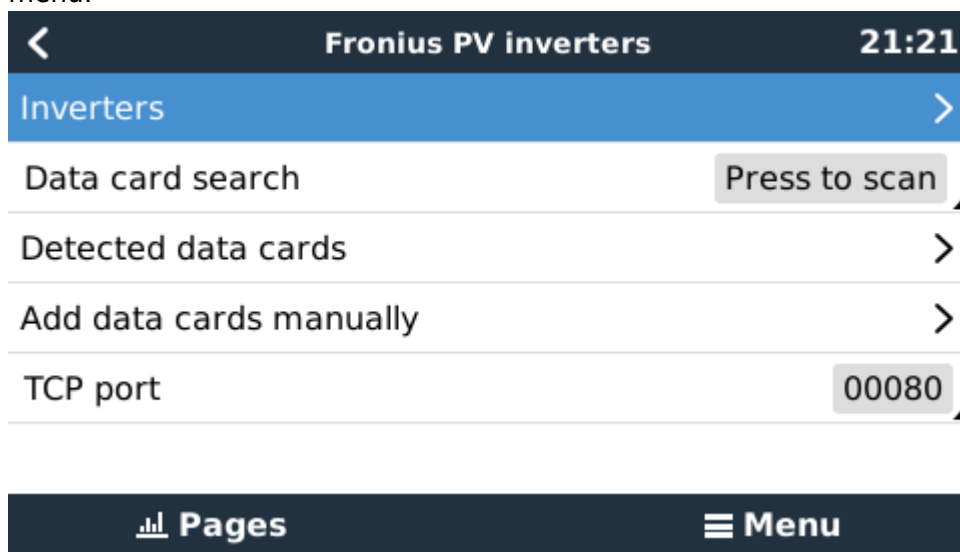 Fronius PV inverters 21:21
Inverters
Data card search Press to scan
Detected data cards
Add data cards manually
TCP port 00080
Pages Menu